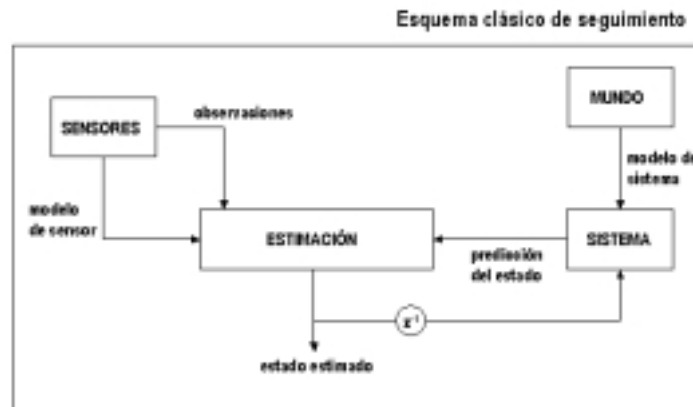 Esquema clásico de seguimiento
MUNDO
SENSORES
observaciones
modelo de
sistema
modelo
de sensor
ESTIMACIÓN
SISTEMA
predicción
del estado
z⁻¹
estado estimado